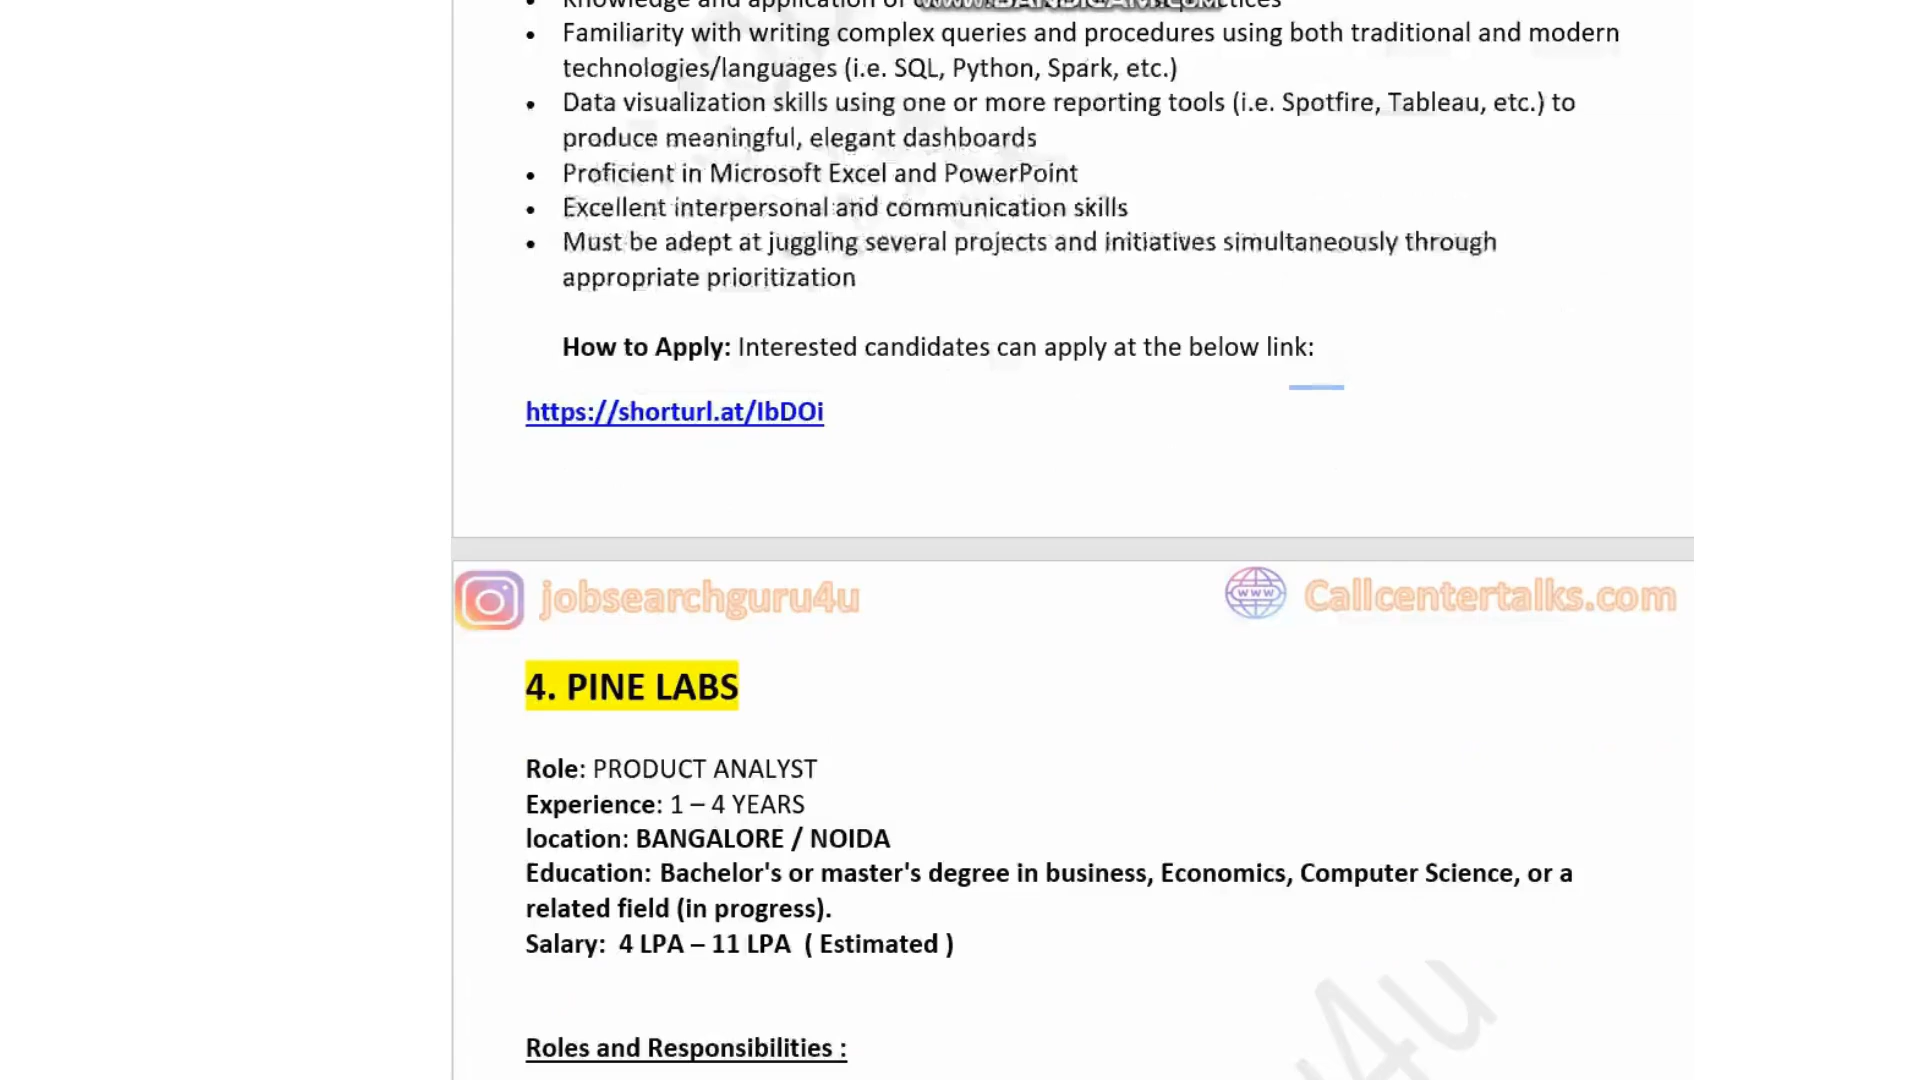 Knowledge and application of
Familiarity with writing complex queries and procedures using both traditional and modern
technologies/languages (i.e. SQL, Python, Spark, etc.)
Data visualization skills using one or more reporting tools (i.e. Spotfire, Tableau, etc.) to
produce meaningful, elegant dashboards
Proficient in Microsoft Excel and PowerPoint
Excellent interpersonal and communication skills
Must be adept at juggling several projects and initiatives simultaneously through
appropriate prioritization
How to Apply: Interested candidates can apply at the below link:
https://shorturl.at/IbDOi
jobsearchguru4u
www Callcentertalks.com
4. PINE LABS
Role: PRODUCT ANALYST
Experience: 1 – 4 YEARS
location: BANGALORE / NOIDA
Education: Bachelor's or master's degree in business, Economics, Computer Science, or a
related field (in progress).
Salary: 4 LPA – 11 LPA ( Estimated )
Roles and Responsibilities :